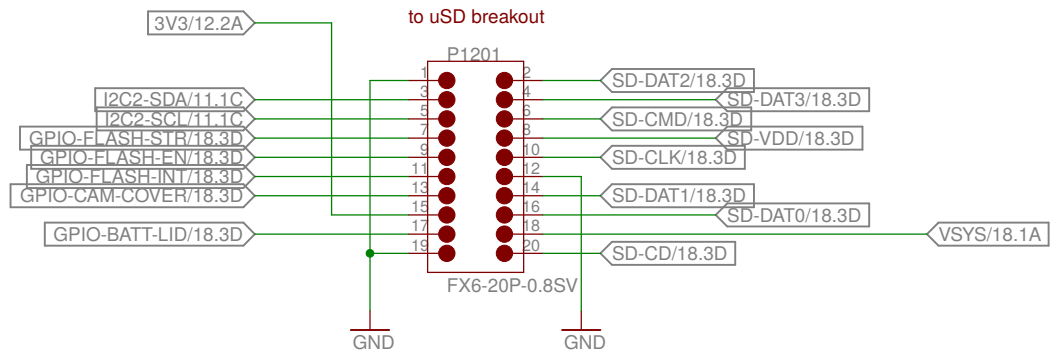 to uSD breakout
3V3/12.2A
P1201
1
2
SD-DAT2/18.3D
I2C2-SDA/11.1C
3
4
SD-DAT3/18.3D
I2C2-SCL/11.1C
5
6
SD-CMD/18.3D
GPIO-FLASH-STR/18.3D
7
8
SD-VDD/18.3D
GPIO-FLASH-EN/18.3D
9
10
SD-CLK/18.3D
GPIO-FLASH-INT/18.3D
11
12
GPIO-CAM-COVER/18.3D
13
14
SD-DAT1/18.3D
15
16
SD-DAT0/18.3D
GPIO-BATT-LID/18.3D
17
18
VSYS/18.1A
19
20
SD-CD/18.3D
FX6-20P-0.8SV
GND
GND